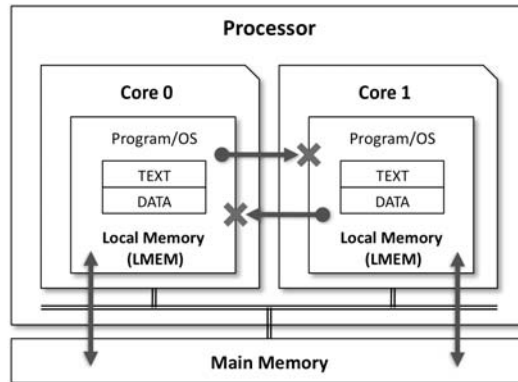 Processor
Core 0
Core 1
Program/OS
TEXT
DATA
Local Memory
(LMEM)
Program/OS
TEXT
DATA
Local Memory
(LMEM)
Main Memory